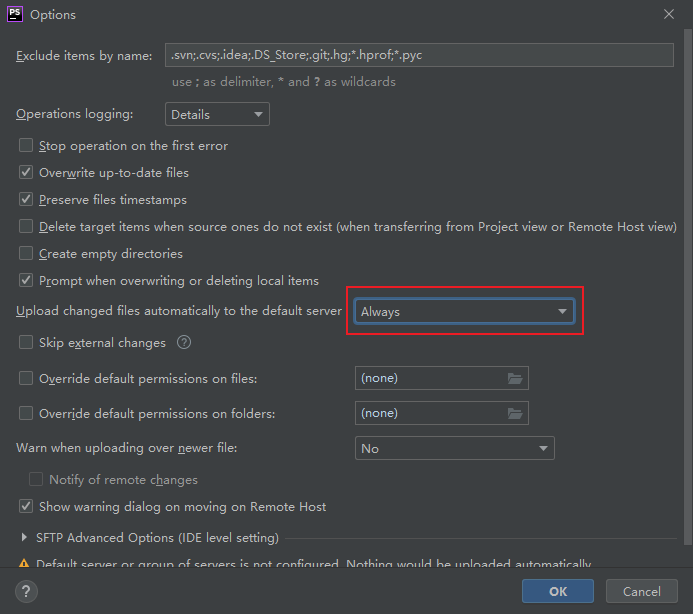 PS Options
Exclude items by name: .svn;.cvs;.idea;.DS_Store;.git;.hg;*.hprof;*.pyc
use ; as delimiter, * and ? as wildcards
Operations logging: Details
Stop operation on the first error
Overwrite up-to-date files
Preserve files timestamps
Delete target items when source ones do not exist (when transferring from Project view or Remote Host view)
Create empty directories
Prompt when overwriting or deleting local items
Upload changed files automatically to the default server Always
Skip external changes ?
Override default permissions on files: (none)
Override default permissions on folders: (none)
Warn when uploading over newer file: No
Notify of remote changes
Show warning dialog on moving on Remote Host
SFTP Advanced Options (IDE level setting)
Default server or group of servers is not configured. Nothing would be uploaded automatically
? OK Cancel